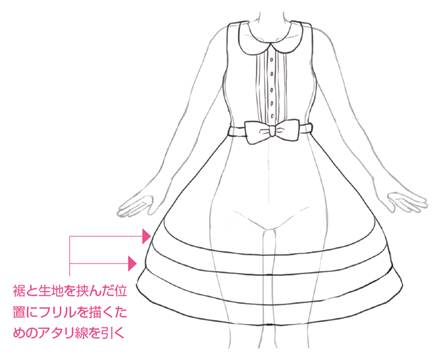 裾と生地を挟んだ位
置にフリルを描くた
めのアタリ線を引く